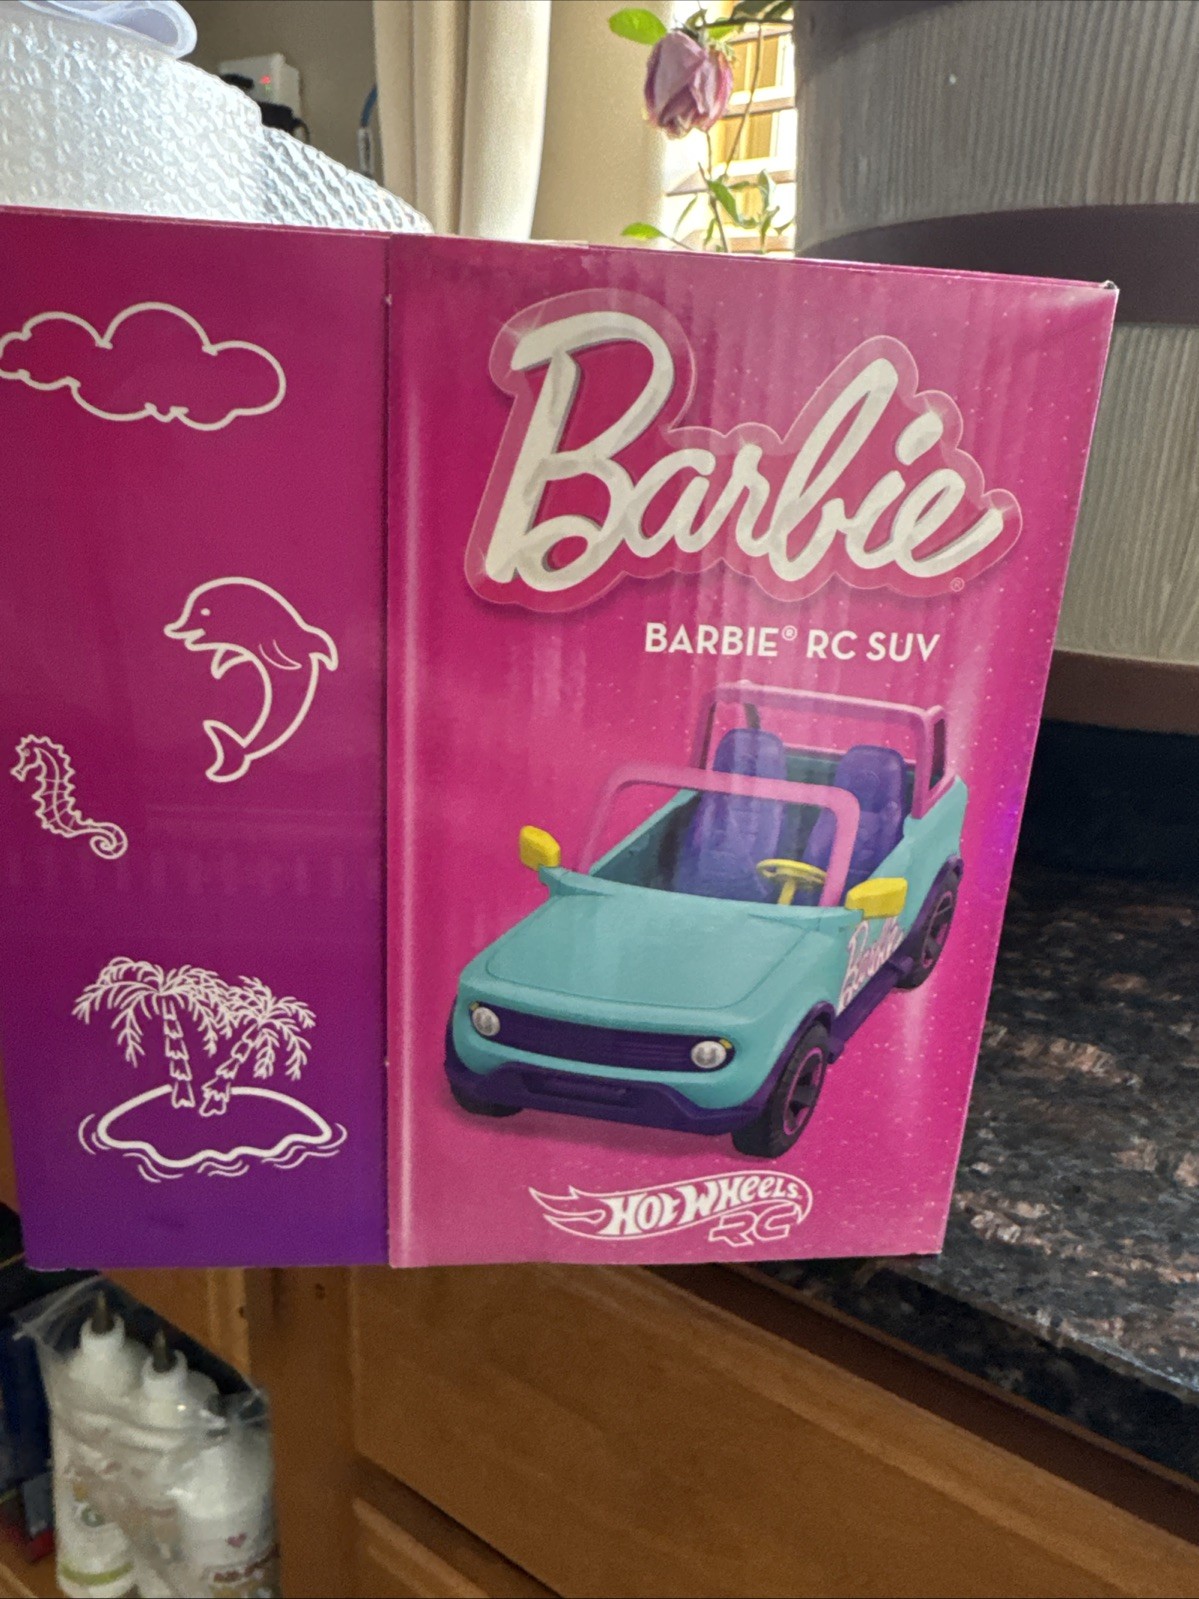 Barbie®
BARBIE® RC SUV
Barbie
HOT WHEELS
RC